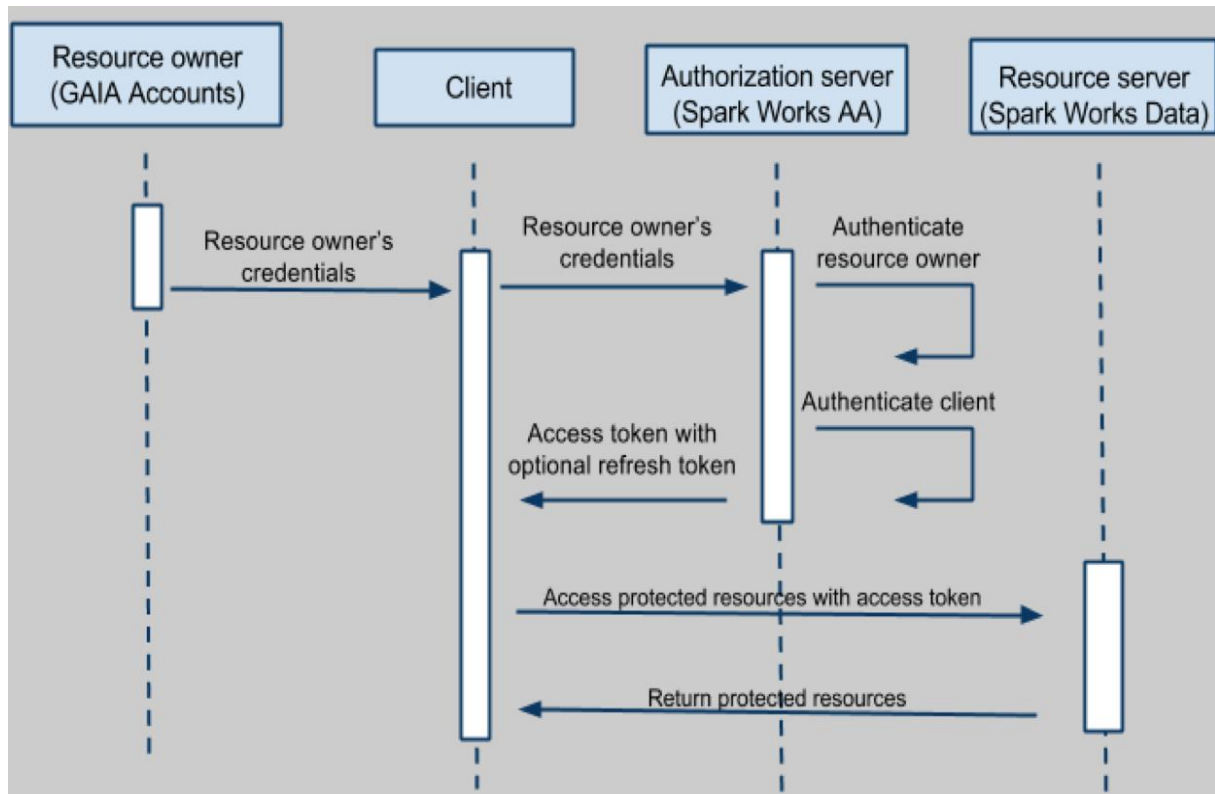 Resource owner
(GAIA Accounts)
Client
Authorization server
(Spark Works AA)
Resource server
(Spark Works Data)
Resource owner's
credentials
Resource owner's
credentials
Authenticate
resource owner
Authenticate client
Access token with
optional refresh token
Access protected resources with access token
Return protected resources